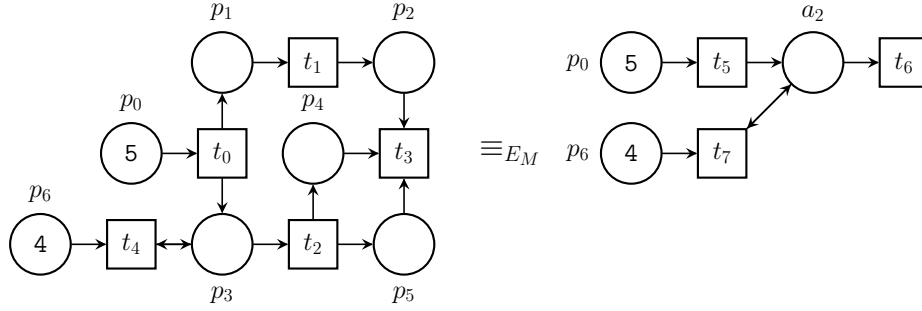 p₁ p₂ a₂
t₁ p₀ 5 t₅ t₆
p₀ p₄
5 t₀ t₃ ≡_{E_M}
p₆ p₆ 4 t₇
4 t₄ t₂
p₃ p₅